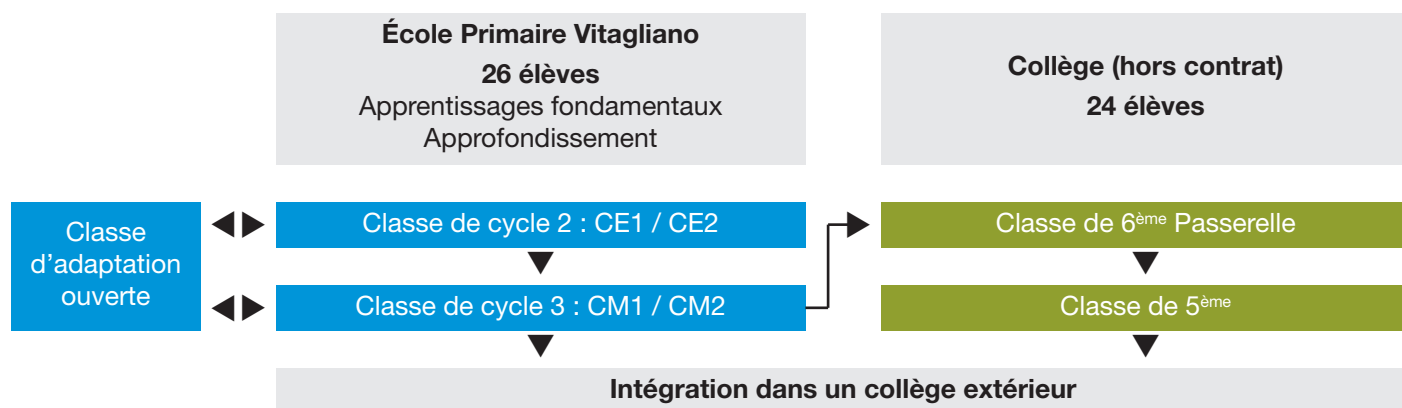 École Primaire Vitagliano
26 élèves
Apprentissages fondamentaux
Approfondissement
Collège (hors contrat)
24 élèves
Classe
d’adaptation
ouverte
Classe de cycle 2 : CE1 / CE2
Classe de cycle 3 : CM1 / CM2
Classe de 6ème Passerelle
Classe de 5ème
Intégration dans un collège extérieur